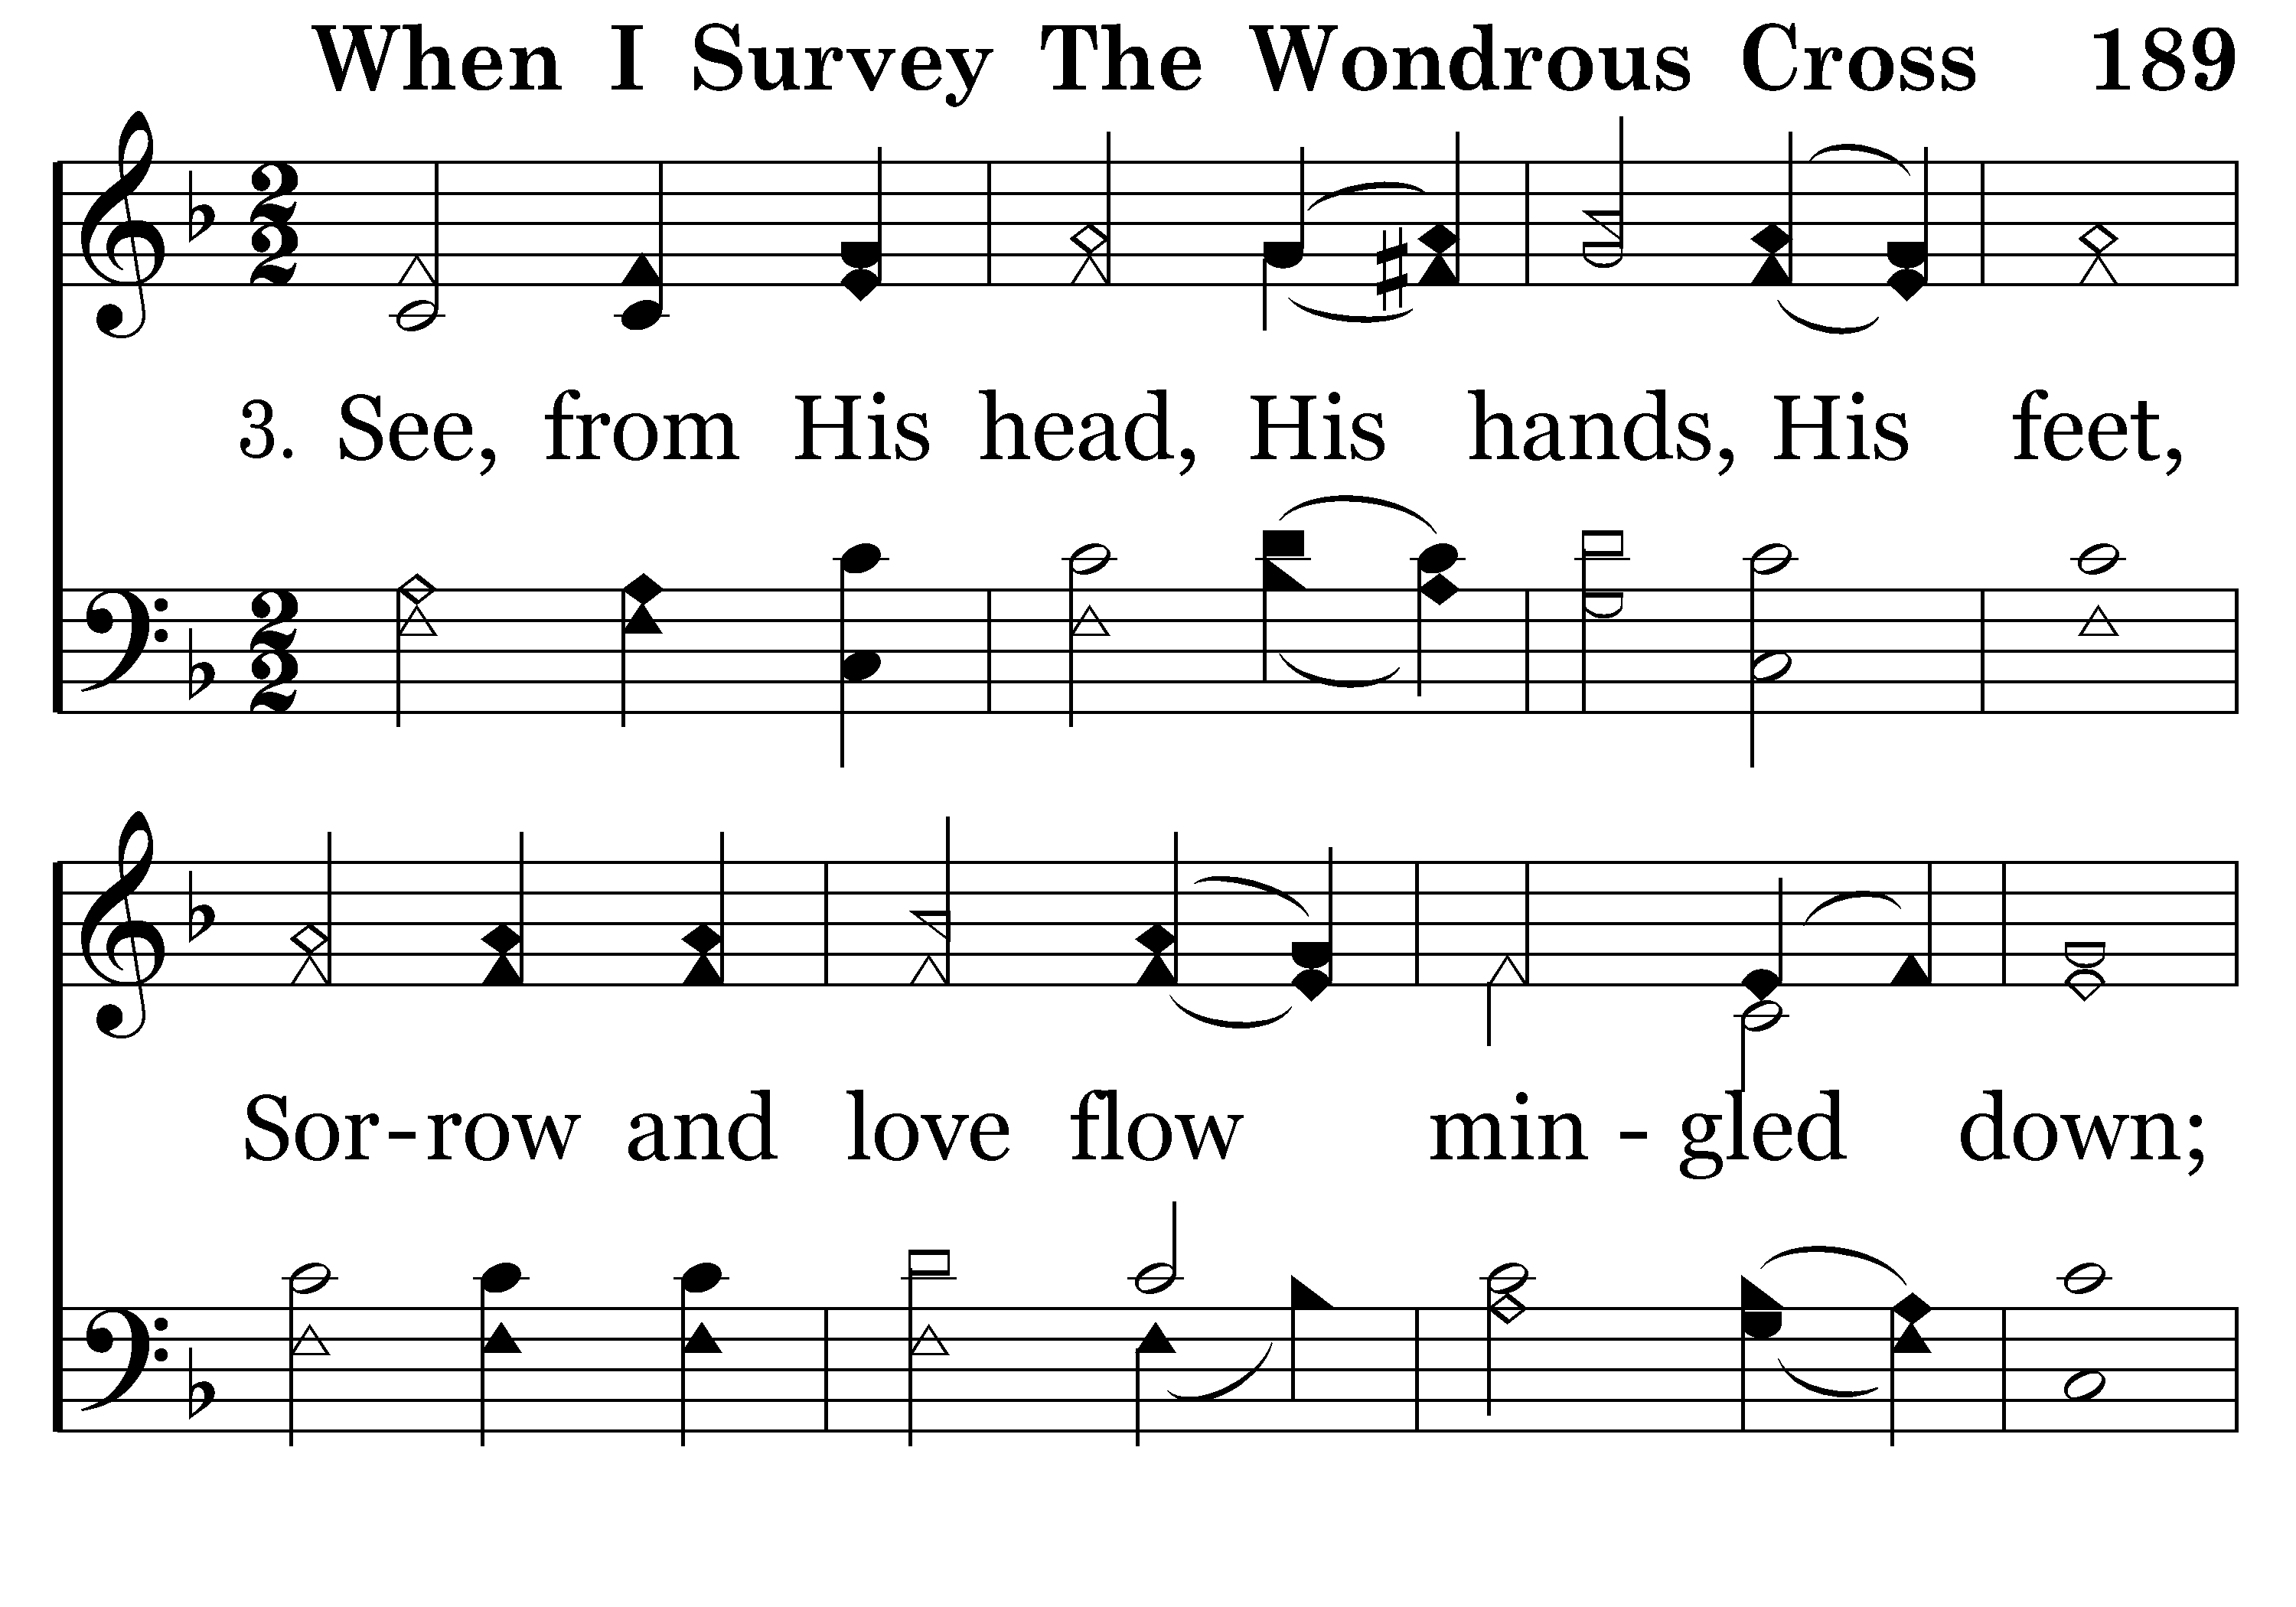 When I Survey The Wondrous Cross 189
3. See, from His head, His hands, His feet,
Sor-row and love flow min - gled down;